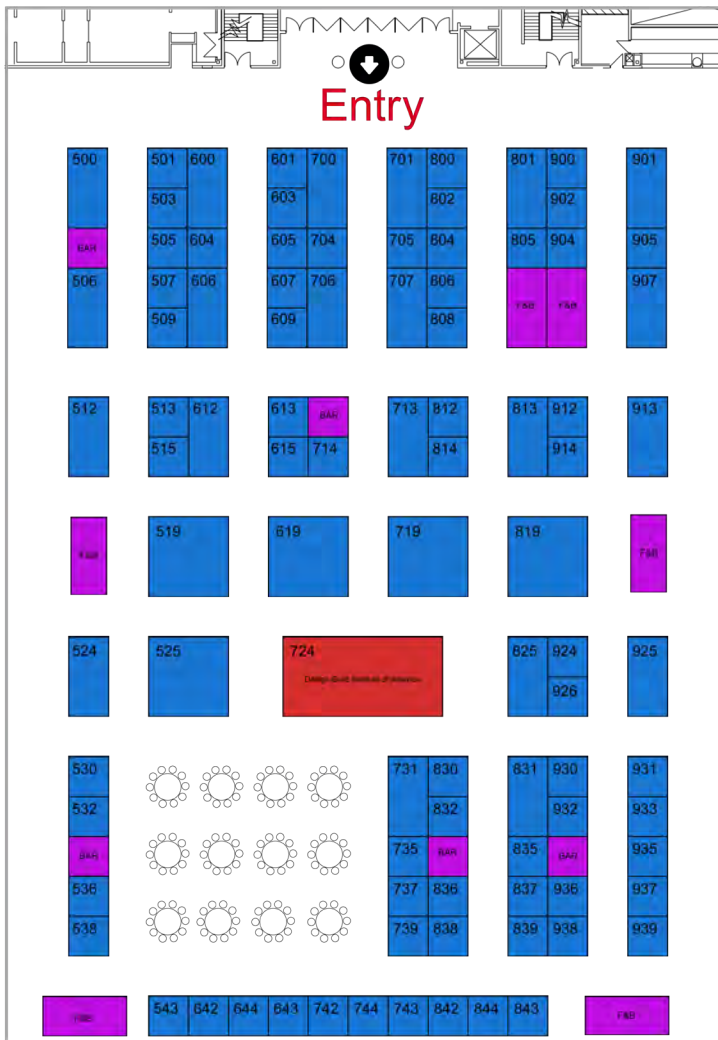 Entry
500 501 600 601 700 701 800 801 900 901
503 603 802 902
BAR 505 604 605 704 705 804 805 904 905
506 507 606 607 706 707 806 F&B F&B 907
509 609 808
512 513 612 613 BAR 713 812 813 912 913
515 615 714 814 914
F&B 519 619 719 819 F&B
524 525 724 825 924 925
Design-Build Institute of America
926
530 731 830 831 930 931
532 832 932 933
BAR 735 BAR 835 BAR 935
536 737 836 837 936 937
538 739 838 839 938 939
F&B 543 642 644 643 742 744 743 842 844 843 F&B